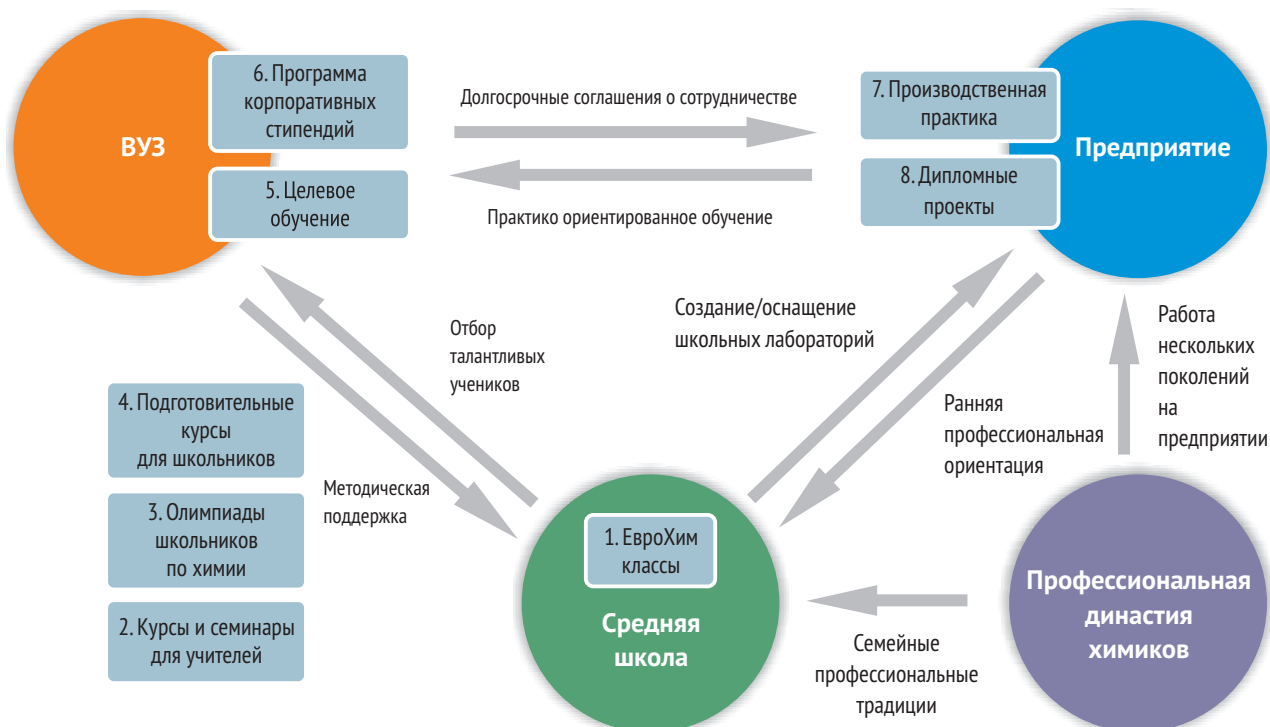 ВУЗ
6. Программа
корпоративных
стипендий
5. Целевое
обучение
Долгосрочные соглашения о сотрудничестве
Практико ориентированное обучение
7. Производственная
практика
8. Дипломные
проекты
Предприятие
Отбор
талантливых
учеников
Создание/оснащение
школьных лабораторий
Работа
нескольких
поколений
на
предприятии
Ранняя
профессиональная
ориентация
4. Подготовительные
курсы
для школьников
3. Олимпиады
школьников
по химии
2. Курсы и семинары
для учителей
Методическая
поддержка
1. ЕвроХим
классы
Средняя
школа
Семейные
профессиональные
традиции
Профессиональная
династия
химиков